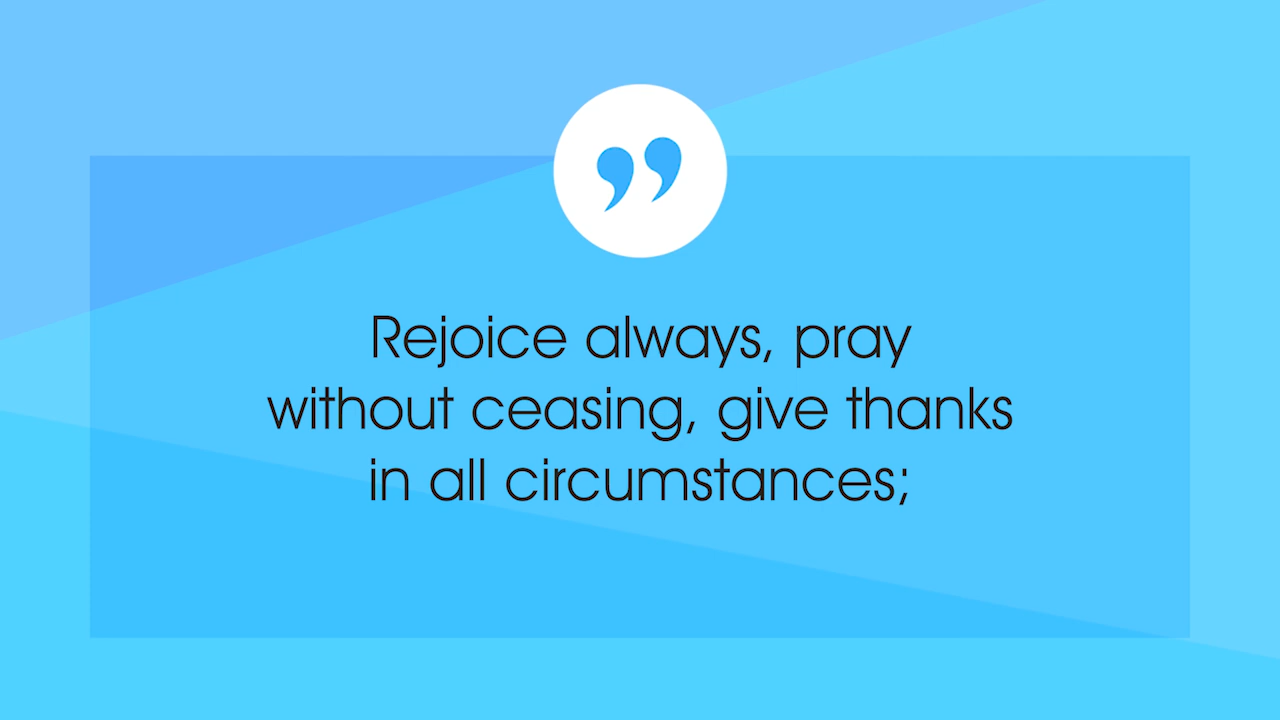 Rejoice always, pray
without ceasing, give thanks
in all circumstances;